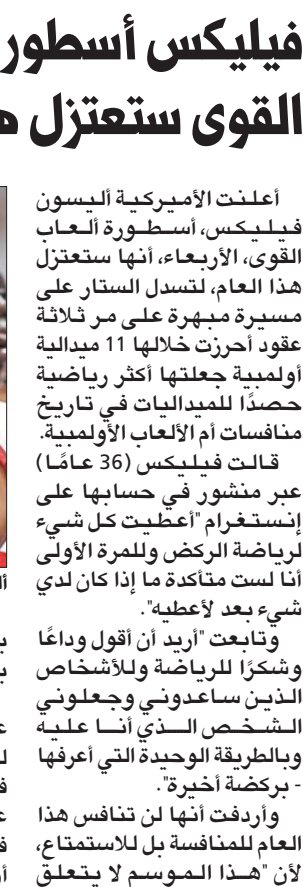 فيليكس أسطور
القوى ستعتزل ه
أعلنت الأميركية أليسون
فيليكس، أسطورة ألعاب
القوى، الأربعاء، أنها ستعتزل
هذا العام، لتسدل الستار على
مسيرة مبهرة على مر ثلاثة
عقود أحرزت خلالها 11 ميدالية
أولمبية جعلتها أكثر رياضية
حصدًا للميداليات في تاريخ
منافسات أم الألعاب الأولمبية.
قالت فيليكس (36 عامًا)
عبر منشور في حسابها على
إنستغرام "أعطيت كل شيء
لرياضة الركض وللمرة الأولى
أنا لست متأكدة ما إذا كان لدي
شيء بعد لأعطيه".
وتابعت "أريد أن أقول وداعًا
وشكرًا للرياضة وللأشخاص
الذين ساعدوني وجعلوني
الشخص الذي أنا عليه
وبالطريقة الوحيدة التي أعرفها
- بركضة أخيرة".
وأردفت أنها لن تنافس هذا
العام للمنافسة بل للاستمتاع،
لأن "هذا الموسم لا يتعلق